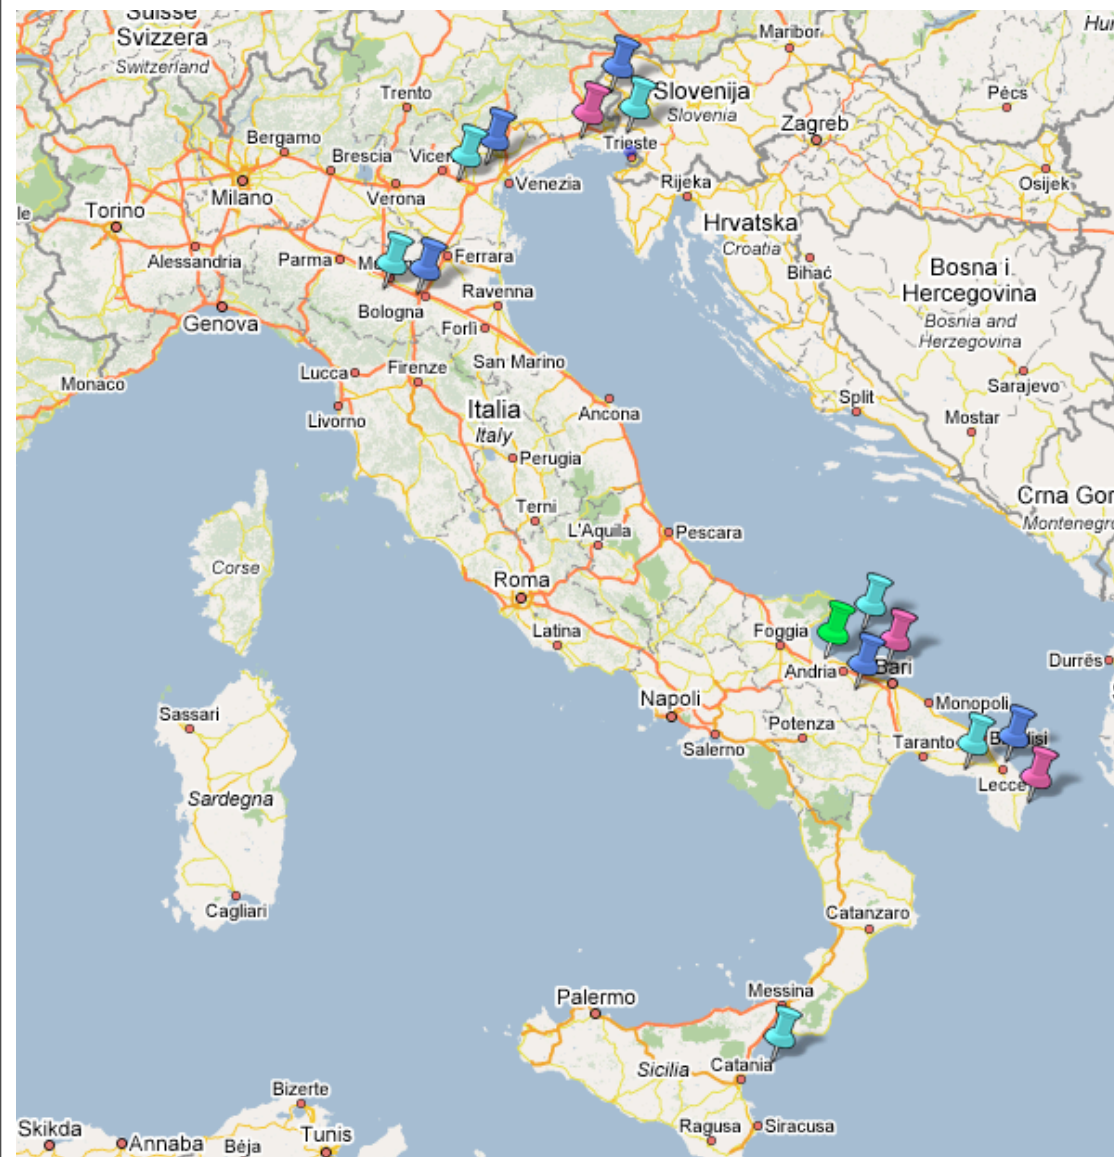 Suisse
Svizzera
Switzerland
Maribor
Trento
Slovenija
Slovenia
Pécs
Bergamo
Zagreb
Brescia
Trieste
Milano
Verona
Venezia
Rijeka
Osijek
Torino
Hrvatska
Croatia
Alessandria
Parma
Ferrara
Bihać
Bosna i
Hercegovina
Bosnia and
Herzegovina
Ravenna
Bologna
Genova
Forlì
San Marino
Monaco
Lucca
Firenze
Sarajevo
Livorno
Italia
Italy
Ancona
Split
Mostar
Perugia
Terni
L'Aquila
Pescara
Crna Gor
Montenegr
Corse
Roma
Latina
Foggia
Andria
Bari
Durrës
Napoli
Monopoli
Sassari
Salerno
Potenza
Taranto
Lecce
Sardegna
Cagliari
Catanzaro
Messina
Palermo
Sicilia
Catania
Bizerte
Skikda
Annaba
Béja
Tunis
Ragusa
Siracusa